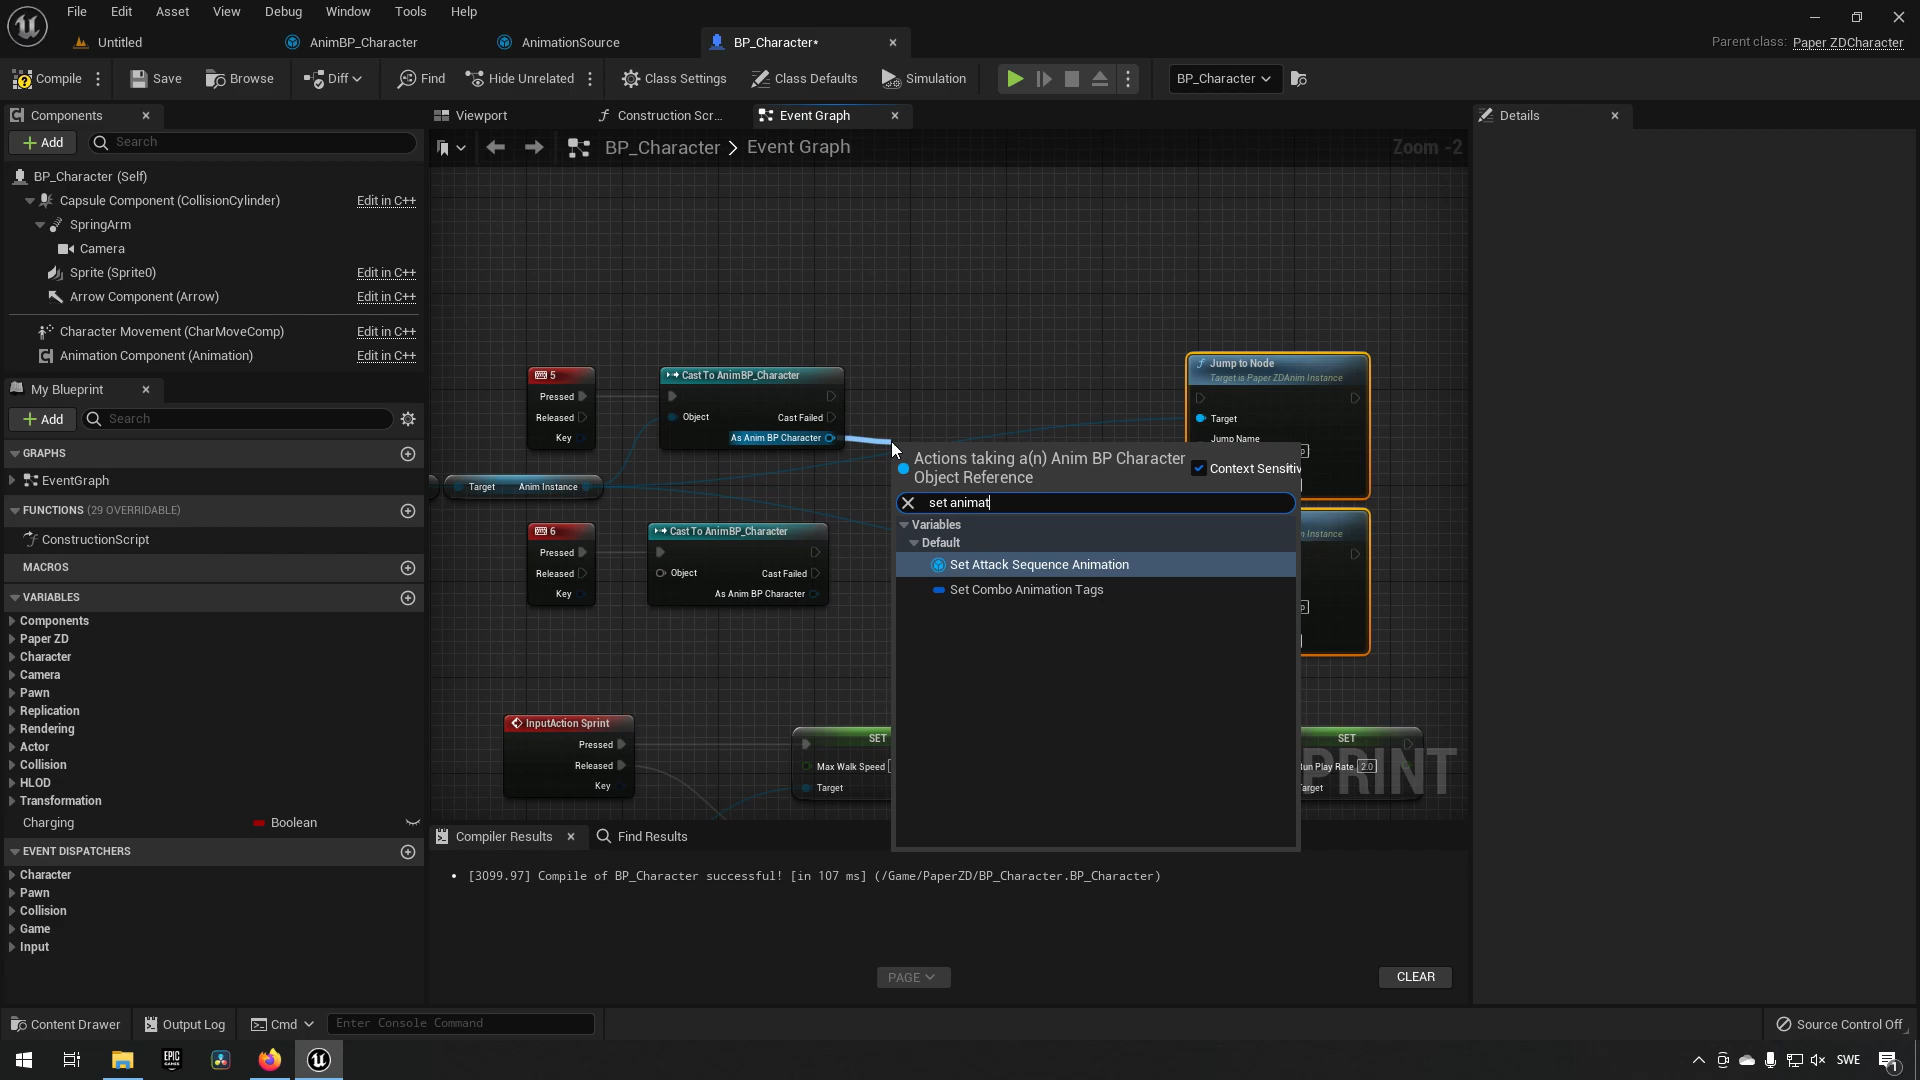 File Edit Asset View Debug Window Tools Help
Untitled AnimBP_Character AnimationSource BP_Character*
Parent class: Paper ZDCharacter
Compile Save Browse Diff Find Hide Unrelated Class Settings Class Defaults Simulation BP_Character
Components
Add Search
BP_Character (Self)
Capsule Component (CollisionCylinder) Edit in C++
SpringArm
Camera
Sprite (Sprite0) Edit in C++
Arrow Component (Arrow) Edit in C++
Character Movement (CharMoveComp) Edit in C++
Animation Component (Animation) Edit in C++
My Blueprint
Add Search
GRAPHS
EventGraph
FUNCTIONS (29 OVERRIDABLE)
ConstructionScript
MACROS
VARIABLES
Components
Paper ZD
Character
Camera
Pawn
Replication
Rendering
Actor
Collision
HLOD
Transformation
Charging Boolean
EVENT DISPATCHERS
Character
Pawn
Collision
Game
Input
Viewport Construction Scr... Event Graph
BP_Character > Event Graph
Zoom -2
5
Pressed
Released
Key
Cast To AnimBP_Character
Object
Cast Failed
As Anim BP Character
Target Anim Instance
6
Pressed
Released
Key
Cast To AnimBP_Character
Object
Cast Failed
As Anim BP Character
Jump to Node
Target is Paper ZDAnim Instance
Target
Jump Name
Actions taking a(n) Anim BP Character
Object Reference
Context Sensitiv
set animat
Variables
Default
Set Attack Sequence Animation
Set Combo Animation Tags
InputAction Sprint
Pressed
Released
Key
SET
Max Walk Speed
Target
SET
un Play Rate 2.0
arget
PRINT
Compiler Results Find Results
• [3099.97] Compile of BP_Character successful! [in 107 ms] (/Game/PaperZD/BP_Character.BP_Character)
PAGE
CLEAR
Details
Content Drawer Output Log Cmd Enter Console Command
Source Control Off
EPIC GAMES
SWE
1